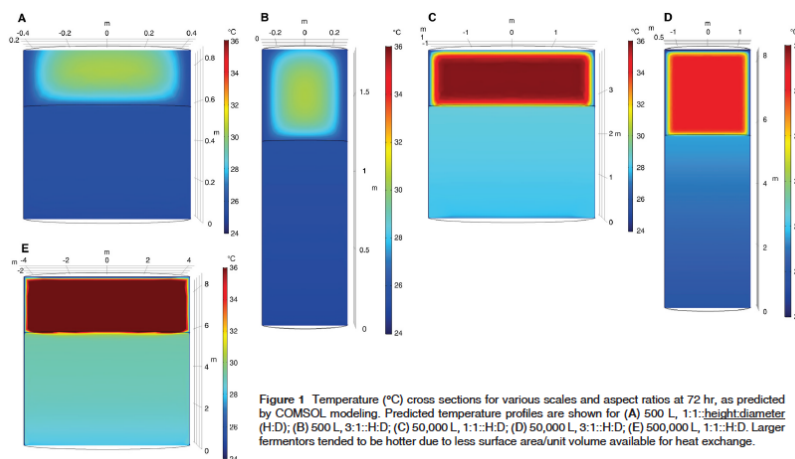 A
m
-0.4 -0.2 0 0.2 0.4
0.2
°C
36
34
32
30
28
26
24
0.8
0.6
m
0.4
0.2
0
B
m
-0.2 0 0.2
0
°C
36
34
32
30
28
26
24
1.5
1
m
0.5
0
C
m
m
1
-1
-1 0 1
°C
36
34
32
30
28
26
24
3
2 m
1
0
D
m
m
0.5
-1 0 1
°C
8
6
m
4
2
0
E
m
m
-4 -2 0 2 4
-2
°C
36
34
32
30
28
26
24
8
6
m
4
2
0
Figure 1 Temperature (°C) cross sections for various scales and aspect ratios at 72 hr, as predicted
by COMSOL modeling. Predicted temperature profiles are shown for (A) 500 L, 1:1::height:diameter
(H:D); (B) 500 L, 3:1::H:D; (C) 50,000 L, 1:1::H:D; (D) 50,000 L, 3:1::H:D; (E) 500,000 L, 1:1::H:D. Larger
fermentors tended to be hotter due to less surface area/unit volume available for heat exchange.